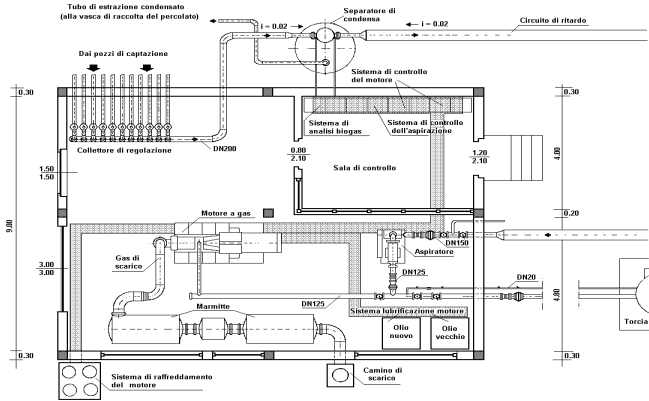 Tubo di estrazione condensato
(alla vasca di raccolta del percolato)
i = 0.02
Separatore di
condensa
i = 0.02
Circuito di ritardo
Dai pozzi di captazione
Sistema di controllo
del motore
0.30
0.30
Sistema di
analisi biogas
Sistema di controllo
dell'aspirazione
DN200
Collettore di regolazione
0.80
2.10
1.20
2.10
Sala di controllo
1.50
1.50
4.00
9.00
0.20
Motore a gas
DN150
Aspiratore
Gas di
scarico
3.00
3.00
DN125
DN20
DN125
4.80
Marmitte
Sistema lubrificazione motore
Olio
nuovo
Olio
vecchio
Torcia
0.30
0.30
Sistema di raffreddamento
del motore
Camino di
scarico